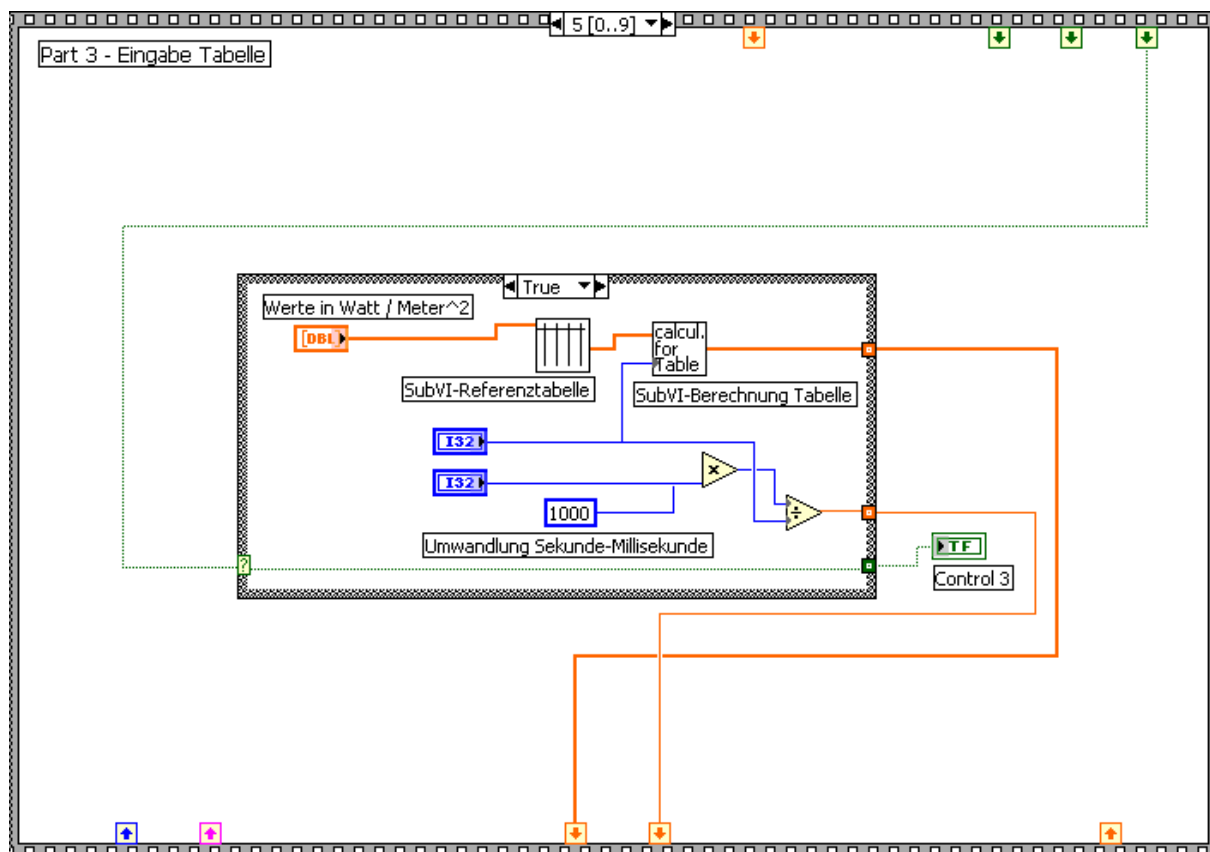 5 [0..9]
Part 3 - Eingabe Tabelle
True
Werte in Watt / Meter^2
[DBL]
calcul.
for
Table
SubVI-Referenztabelle
SubVI-Berechnung Tabelle
I32
I32
×
1000
÷
Umwandlung Sekunde-Millisekunde
?
TF
Control 3